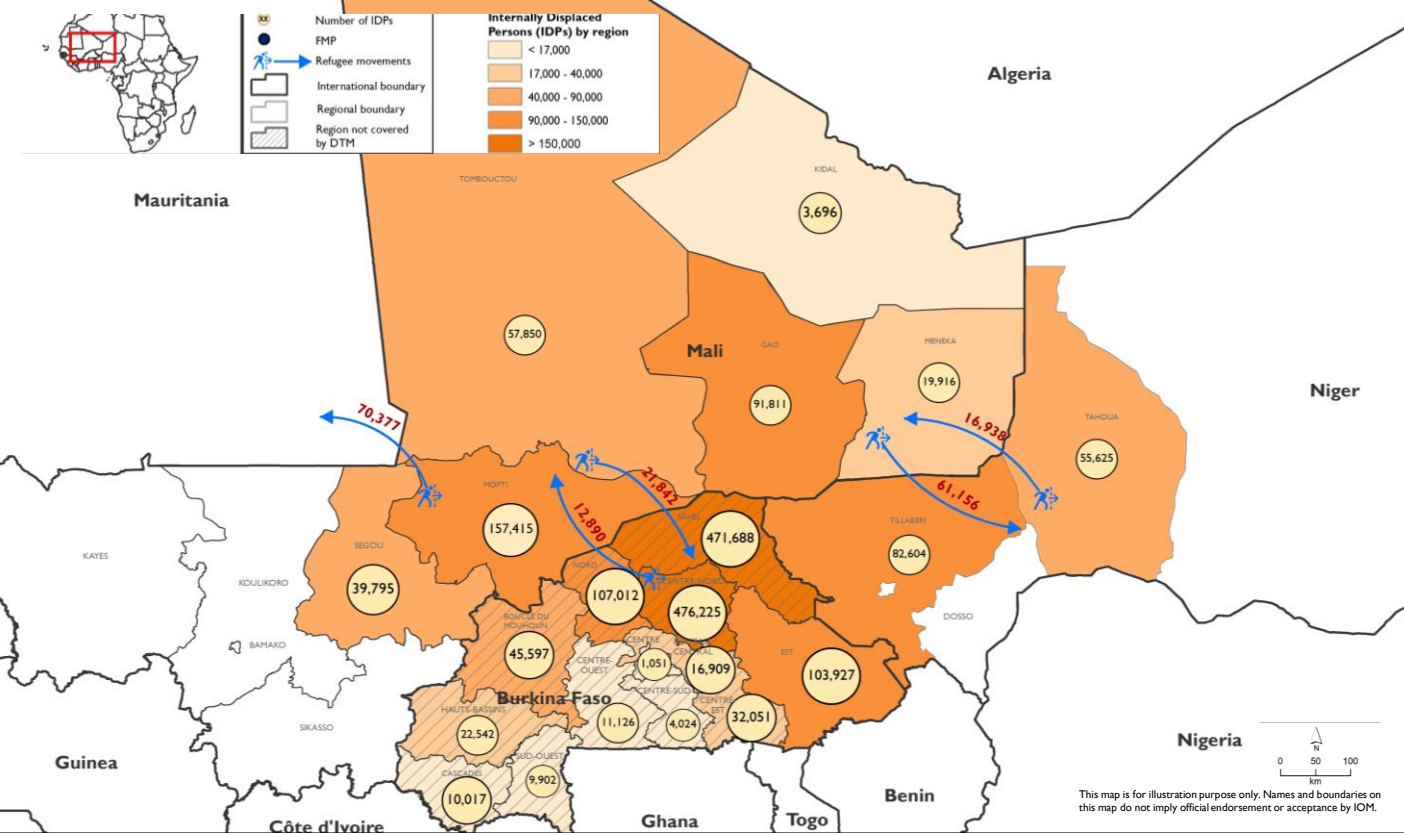 XX
Number of IDPs
FMP
Refugee movements
International boundary
Regional boundary
Region not covered
by DTM
Internally Displaced
Persons (IDPs) by region
< 17,000
17,000 - 40,000
40,000 - 90,000
90,000 - 150,000
> 150,000
Algeria
Mauritania
TOMBOUCTOU
KIDAL
3,696
57,850
Mali
GAO
MENEKA
19,916
91,811
Niger
70,377
16,938
TAHOUA
55,625
MOPTI
21,842
61,156
12,890
157,415
SAHEL
471,688
TILLABERI
82,604
KAYES
SEGOU
39,795
KOULIKORO
NORD
107,012
CENTRE-NORD
476,225
DOSSO
BAMAKO
BOUCLE DU
MOUHOUN
45,597
CENTRE
CENTRAL
CENTRE-
OUEST
1,051
16,909
EST
103,927
CENTRE-SUD
Burkina Faso
CENTRE-
EST
HAUTS-BASSINS
22,542
11,126
4,024
32,051
SIKASSO
Guinea
SUD-OUEST
CASCADES
9,902
10,017
Nigeria
N
0 50 100
km
Benin
This map is for illustration purpose only. Names and boundaries on
this map do not imply official endorsement or acceptance by IOM.
Côte d'Ivoire
Ghana
Togo